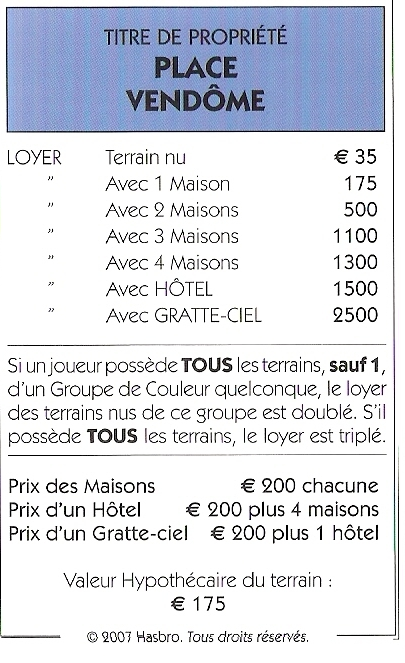 TITRE DE PROPRIÉTÉ
PLACE
VENDÔME
LOYER Terrain nu € 35
" Avec 1 Maison 175
" Avec 2 Maisons 500
" Avec 3 Maisons 1100
" Avec 4 Maisons 1300
" Avec HÔTEL 1500
" Avec GRATTE-CIEL 2500
Si un joueur possède TOUS les terrains, sauf 1,
d'un Groupe de Couleur quelconque, le loyer
des terrains nus de ce groupe est doublé. S'il
possède TOUS les terrains, le loyer est triplé.
Prix des Maisons € 200 chacune
Prix d'un Hôtel € 200 plus 4 maisons
Prix d'un Gratte-ciel € 200 plus 1 hôtel
Valeur Hypothécaire du terrain :
€ 175
© 2007 Hasbro. Tous droits réservés.